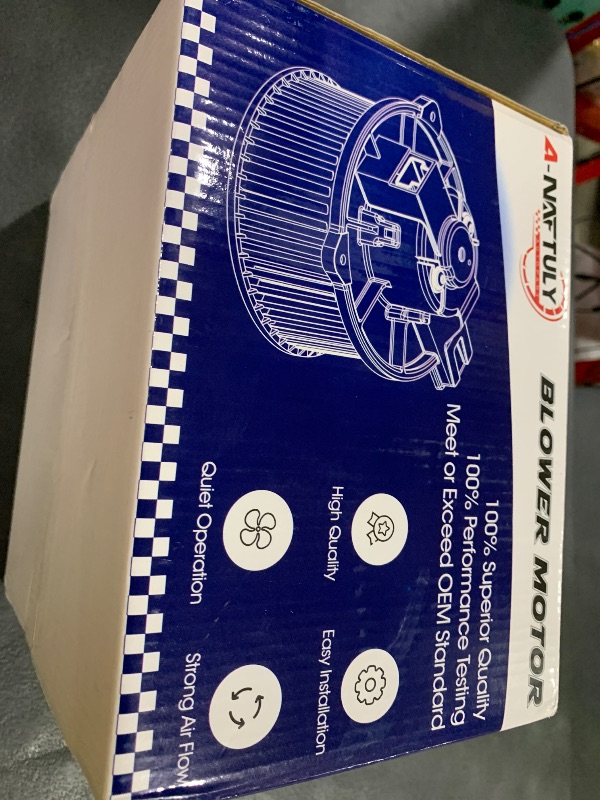 A-NAFTULY
BLOWER MOTOR
100% Superior Quality
100% Performance Testing
Meet or Exceed OEM Standard
High Quality
Easy Installation
Quiet Operation
Strong Air Flow